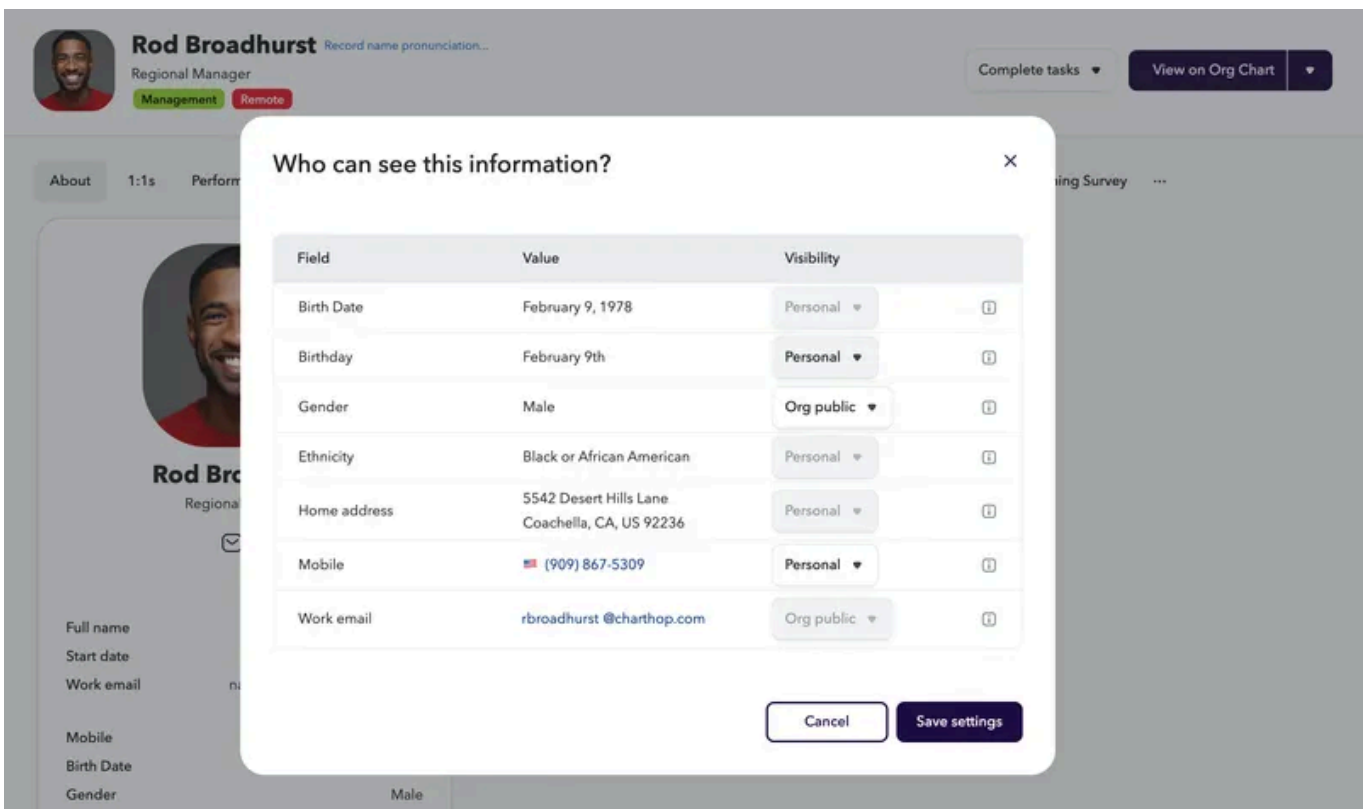 Rod Broadhurst Record name pronunciation...
Regional Manager
Management Remote
Complete tasks
View on Org Chart
About 1:1s Perform
ning Survey ...
Who can see this information?
Field Value Visibility
Birth Date February 9, 1978 Personal
Birthday February 9th Personal
Gender Male Org public
Ethnicity Black or African American Personal
Home address 5542 Desert Hills Lane
Coachella, CA, US 92236 Personal
Mobile (909) 867-5309 Personal
Work email rbroadhurst @charthop.com Org public
Cancel Save settings
Rod Bro
Regiona
Full name
Start date
Work email na
Mobile
Birth Date
Gender Male